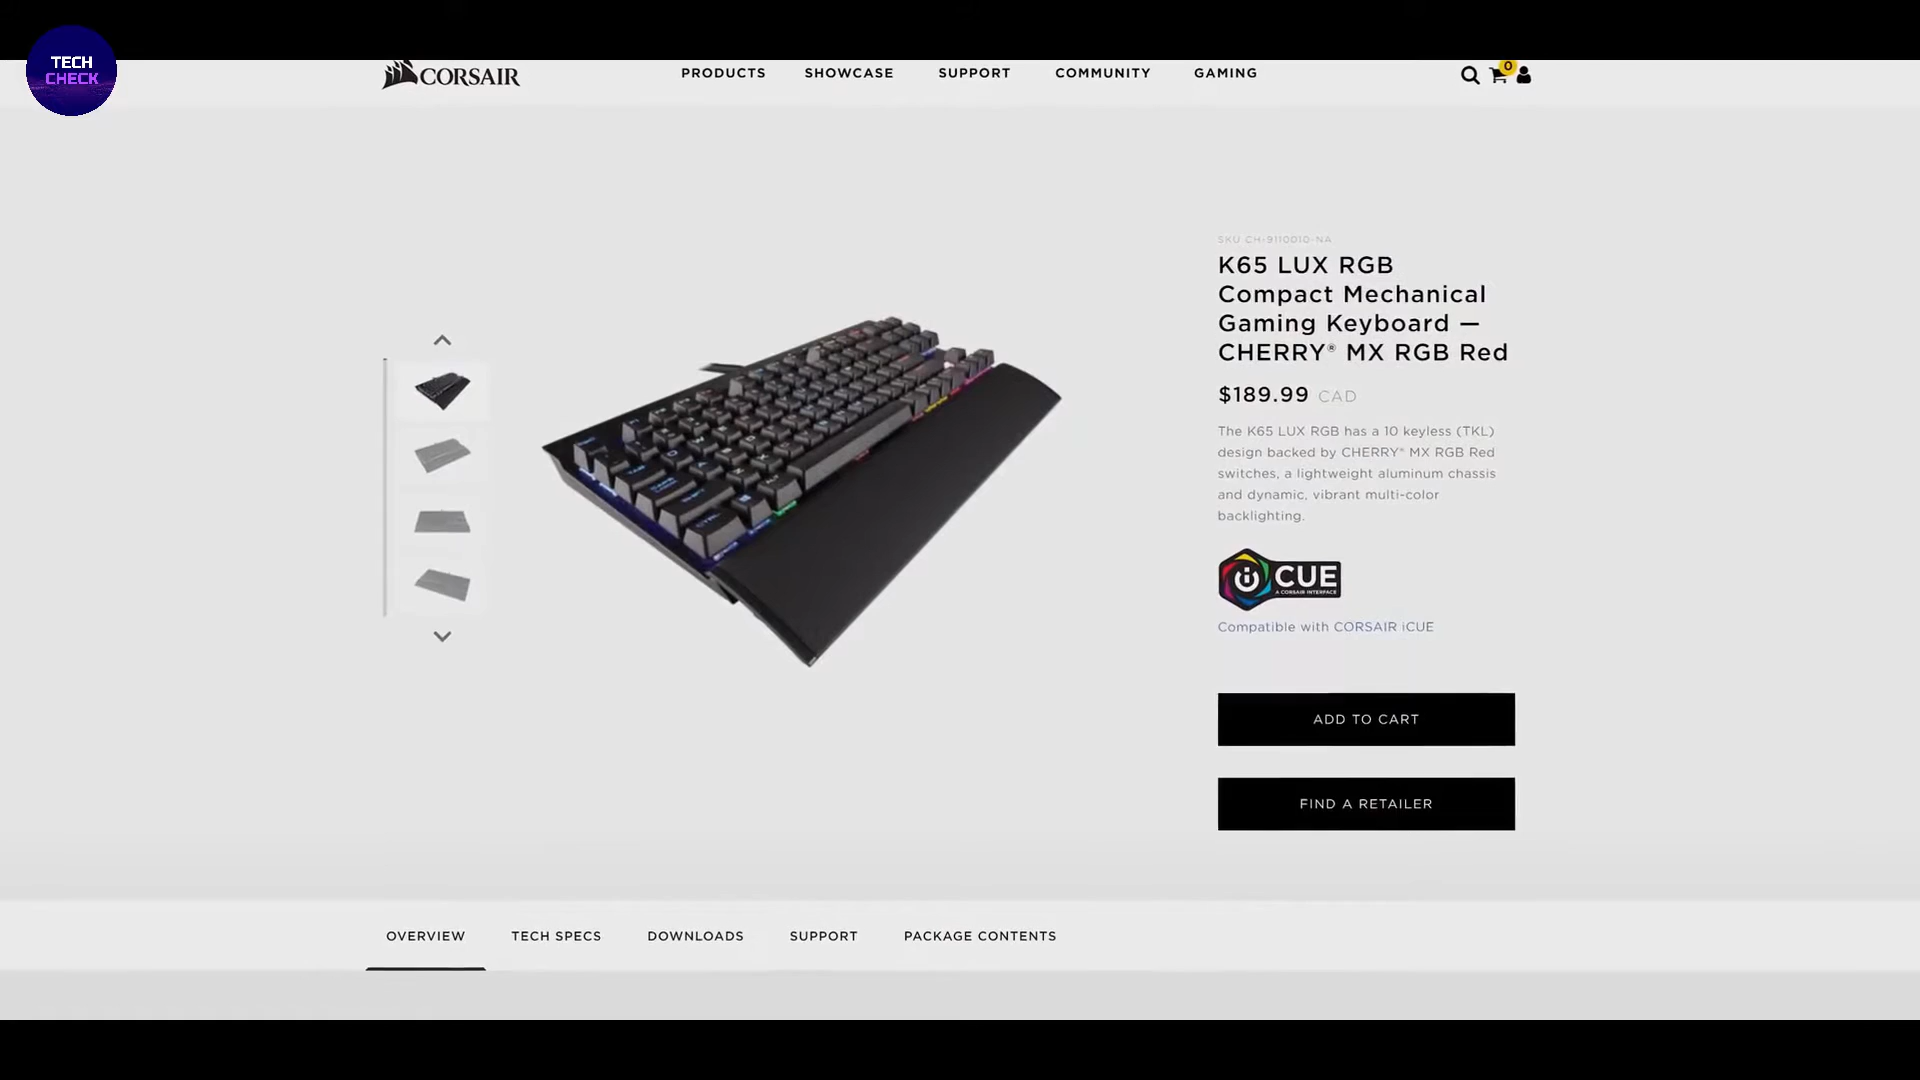 TECH
CHECK
CORSAIR
PRODUCTS
SHOWCASE
SUPPORT
COMMUNITY
GAMING
0
SKU CH-9110010-NA
K65 LUX RGB
Compact Mechanical
Gaming Keyboard —
CHERRY® MX RGB Red
$189.99 CAD
The K65 LUX RGB has a 10 keyless (TKL)
design backed by CHERRY® MX RGB Red
switches, a lightweight aluminum chassis
and dynamic, vibrant multi-color
backlighting.
iCUE
A CORSAIR INTERFACE
Compatible with CORSAIR iCUE
ADD TO CART
FIND A RETAILER
OVERVIEW
TECH SPECS
DOWNLOADS
SUPPORT
PACKAGE CONTENTS